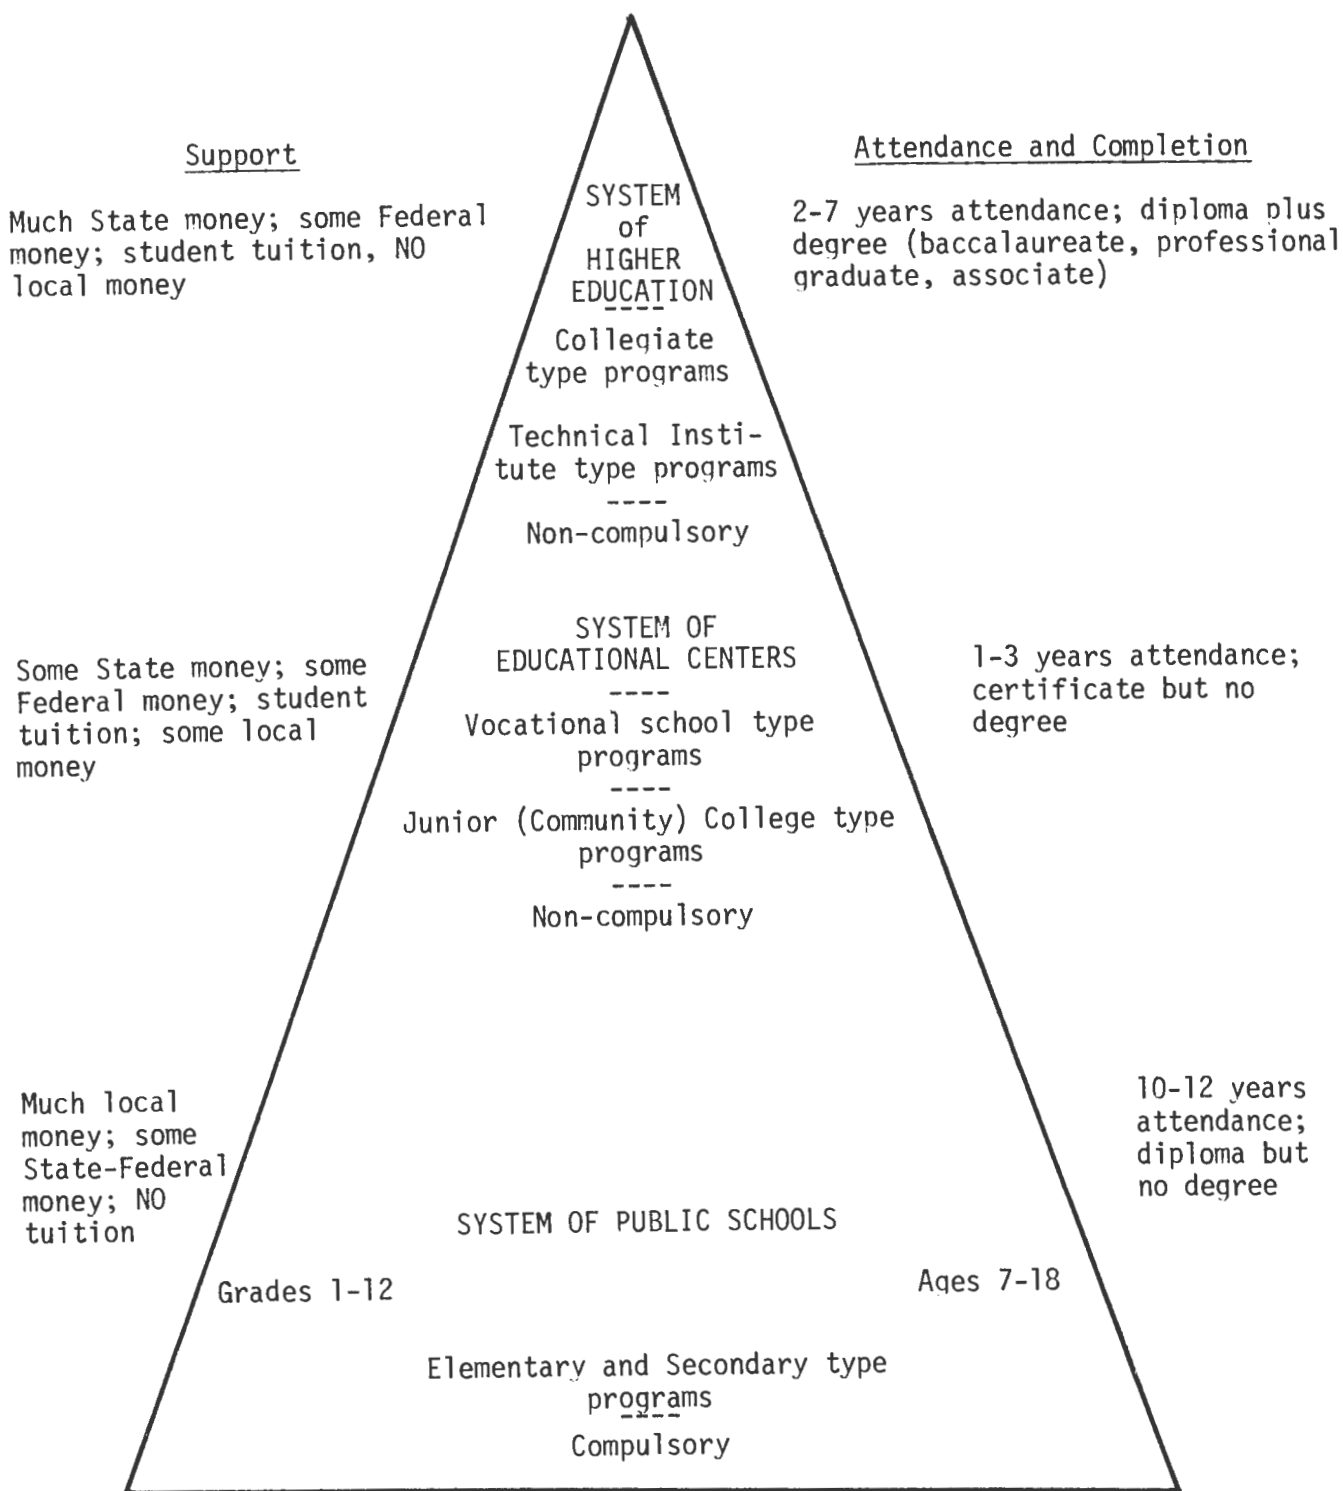 Support
Attendance and Completion
Much State money; some Federal
money; student tuition, NO
local money
SYSTEM
of
HIGHER
EDUCATION
----
Collegiate
type programs
Technical Insti-
tute type programs
----
Non-compulsory
2-7 years attendance; diploma plus
degree (baccalaureate, professional
graduate, associate)
Some State money; some
Federal money; student
tuition; some local
money
SYSTEM OF
EDUCATIONAL CENTERS
----
Vocational school type
programs
----
Junior (Community) College type
programs
----
Non-compulsory
1-3 years attendance;
certificate but no
degree
Much local
money; some
State-Federal
money; NO
tuition
10-12 years
attendance;
diploma but
no degree
SYSTEM OF PUBLIC SCHOOLS
Grades 1-12
Ages 7-18
Elementary and Secondary type
programs
----
Compulsory